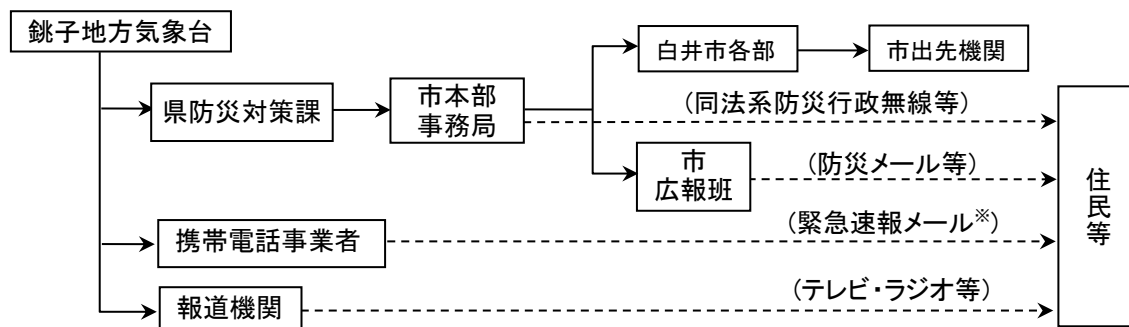 銚子地方気象台
白井市各部
市出先機関
県防災対策課
市本部
事務局
(同法系防災行政無線等)
市
広報班
(防災メール等)
住民等
携帯電話事業者
(緊急速報メール※)
報道機関
(テレビ・ラジオ等)